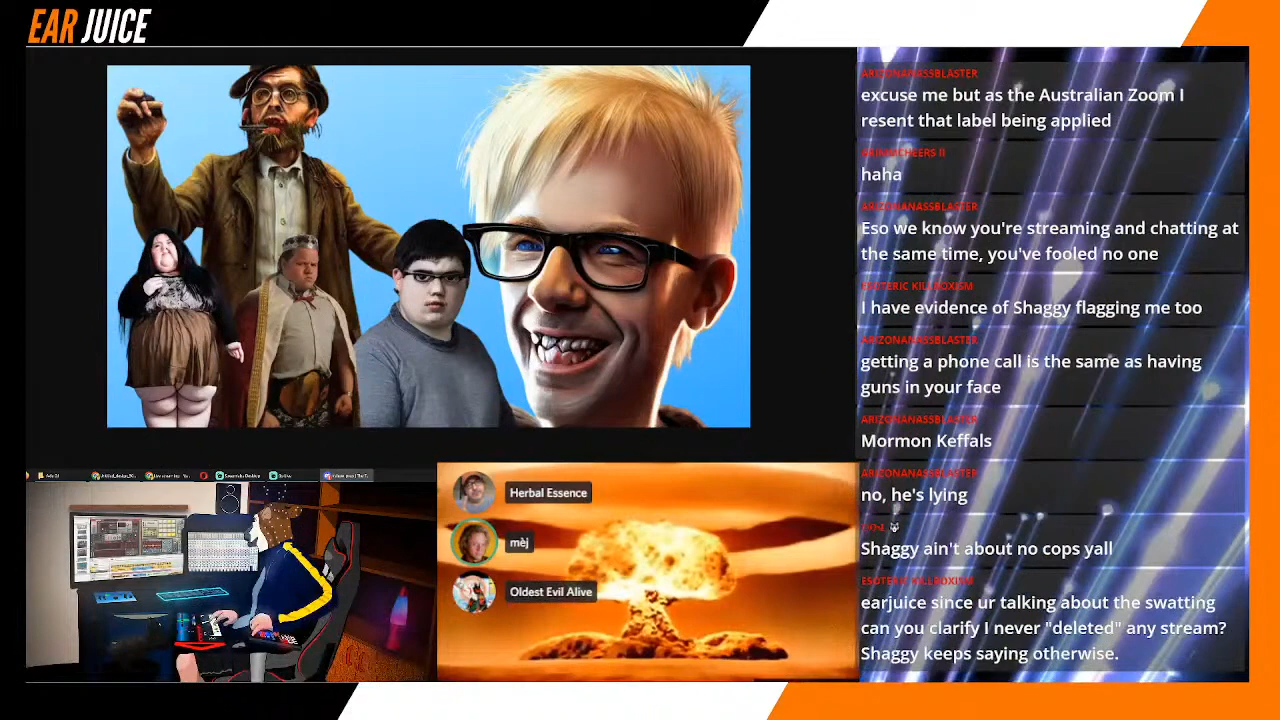 EAR JUICE
ARIZONANASSBLASTER
excuse me but as the Australian Zoom I
resent that label being applied
haha
ARIZONANASSBLASTER
Eso we know you're streaming and chatting at
the same time, you've fooled no one
ESOTERIC KILLBOXISM
I have evidence of Shaggy flagging me too
ARIZONANASSBLASTER
getting a phone call is the same as having
guns in your face
ARIZONANASSBLASTER
Mormon Keffals
ARIZONANASSBLASTER
no, he's lying
Shaggy ain't about no cops yall
ESOTERIC KILLBOXISM
earjuice since ur talking about the swatting
can you clarify I never "deleted" any stream?
Shaggy keeps saying otherwise.
Herbal Essence
mèj
Oldest Evil Alive